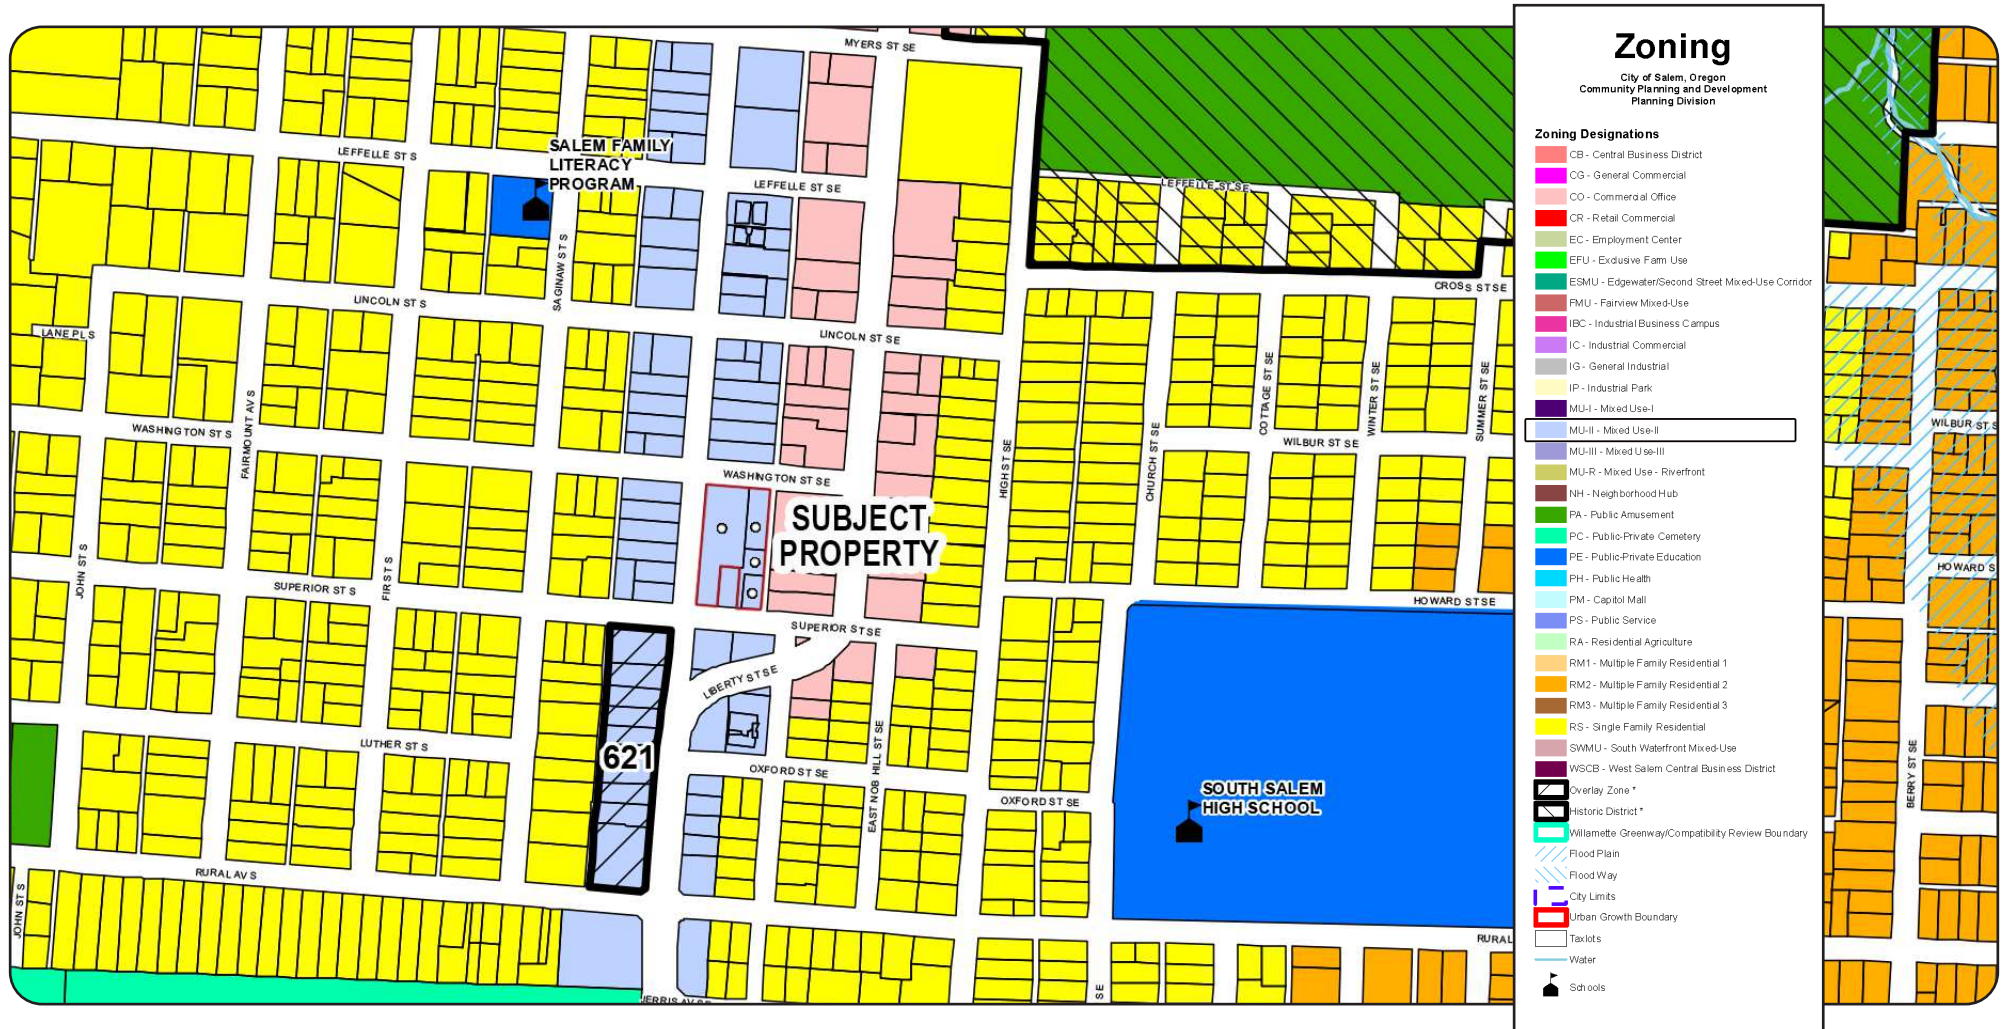 MYERS ST SE
SALEM FAMILY
LITERACY
PROGRAM
LEFFELLE ST S
LEFFELLE ST SE
LEFFELLE ST SE
SAGINAW ST S
LINCOLN ST S
LINCOLN ST SE
CROSS ST SE
LANE PL S
FAIRMOUNT AV S
WASHINGTON ST S
WASHINGTON ST SE
HIGH ST SE
CHURCH ST SE
COTTAGE ST SE
WINTER ST SE
SUMMER ST SE
WILBUR ST SE
WILBUR ST S
SUBJECT
PROPERTY
JOHN ST S
FIRST S
SUPERIOR ST S
SUPERIOR ST SE
HOWARD ST SE
HOWARD S
LIBERTY ST SE
621
LUTHER ST S
OXFORD ST SE
OXFORD ST SE
EAST NOB HILL ST SE
SOUTH SALEM
HIGH SCHOOL
BERRY ST SE
RURAL AV S
RURAL
JOHN ST S
SE
Zoning
City of Salem, Oregon
Community Planning and Development
Planning Division
Zoning Designations
CB - Central Business District
CG - General Commercial
CO - Commercial Office
CR - Retail Commercial
EC - Employment Center
EFU - Exclusive Farm Use
ESMU - Edgewater/Second Street Mixed-Use Corridor
FMU - Fairview Mixed-Use
IBC - Industrial Business Campus
IC - Industrial Commercial
IG - General Industrial
IP - Industrial Park
MU-I - Mixed Use-I
MU-II - Mixed Use-II
MU-III - Mixed Use-III
MU-R - Mixed Use - Riverfront
NH - Neighborhood Hub
PA - Public Amusement
PC - Public-Private Cemetery
PE - Public-Private Education
PH - Public Health
PM - Capitol Mall
PS - Public Service
RA - Residential Agriculture
RM1 - Multiple Family Residential 1
RM2 - Multiple Family Residential 2
RM3 - Multiple Family Residential 3
RS - Single Family Residential
SWMU - South Waterfront Mixed-Use
WSCB - West Salem Central Business District
Overlay Zone *
Historic District *
Willamette Greenway/Compatibility Review Boundary
Flood Plain
Flood Way
City Limits
Urban Growth Boundary
Taxlots
Water
Schools